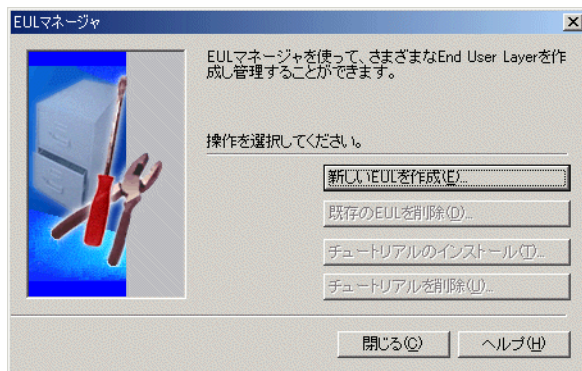 EULマネージャ
EULマネージャを使って、さまざまなEnd User Layerを作
成し管理することができます。
操作を選択してください。
新しいEULを作成(E)...
既存のEULを削除(D)...
チュートリアルのインストール(T)...
チュートリアルを削除(U)...
閉じる(C)
ヘルプ(H)